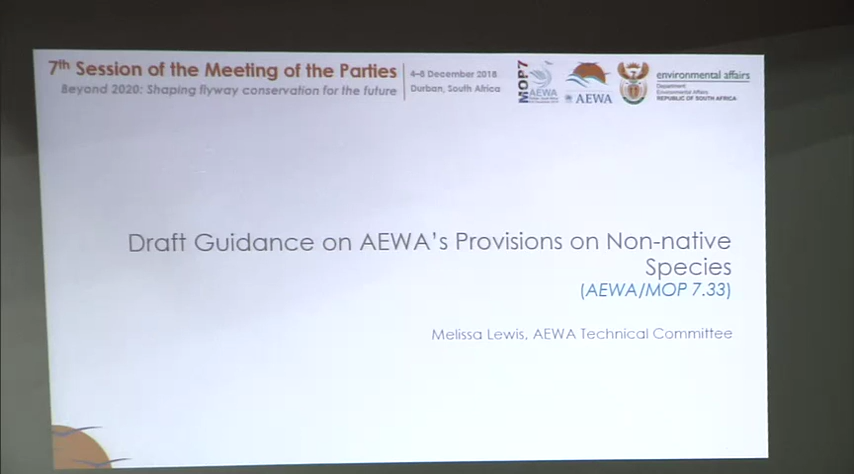 7th Session of the Meeting of the Parties
Beyond 2020: Shaping flyway conservation for the future
4–8 December 2018
Durban, South Africa
MOP7
AEWA
AEWA
environmental affairs
Department:
Environmental Affairs
REPUBLIC OF SOUTH AFRICA
Draft Guidance on AEWA's Provisions on Non-native
Species
(AEWA/MOP 7.33)
Melissa Lewis, AEWA Technical Committee